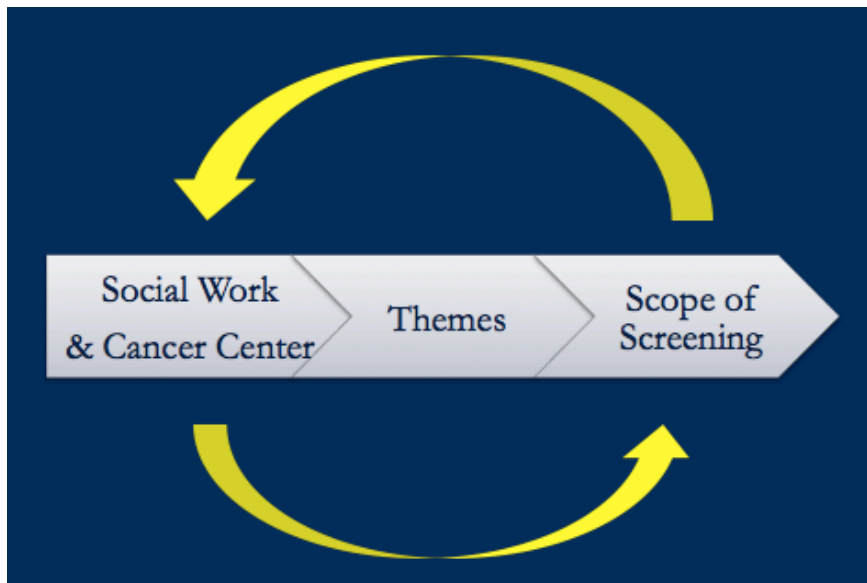 Social Work
& Cancer Center
Themes
Scope of
Screening